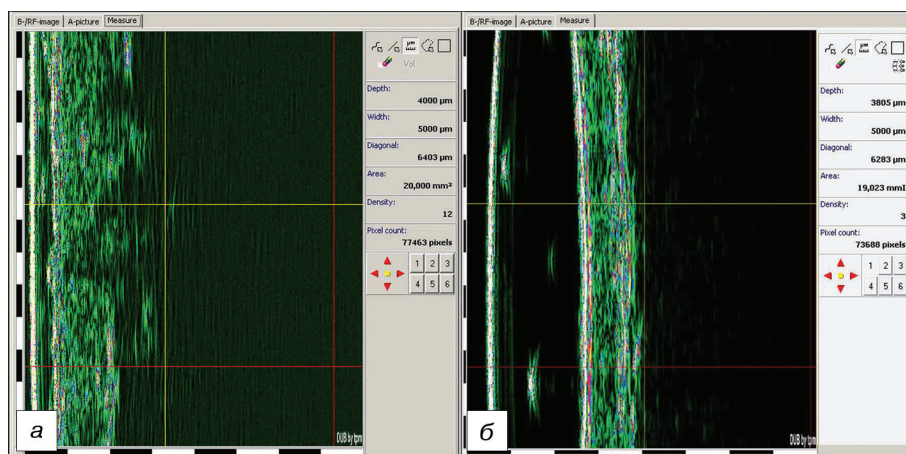 B-/RF-image A-picture Measure
Vol
Depth:
4000 µm
Width:
5000 µm
Diagonal:
6403 µm
Area:
20,000 mm²
Density:
12
Pixel count:
77463 pixels
1 2 3
4 5 6
DUB by tpm
а
B-/RF-image A-picture Measure
Depth:
3805 µm
Width:
5000 µm
Diagonal:
6283 µm
Area:
19,023 mmI
Density:
3
Pixel count:
73688 pixels
1 2 3
4 5 6
DUB by tpm
б